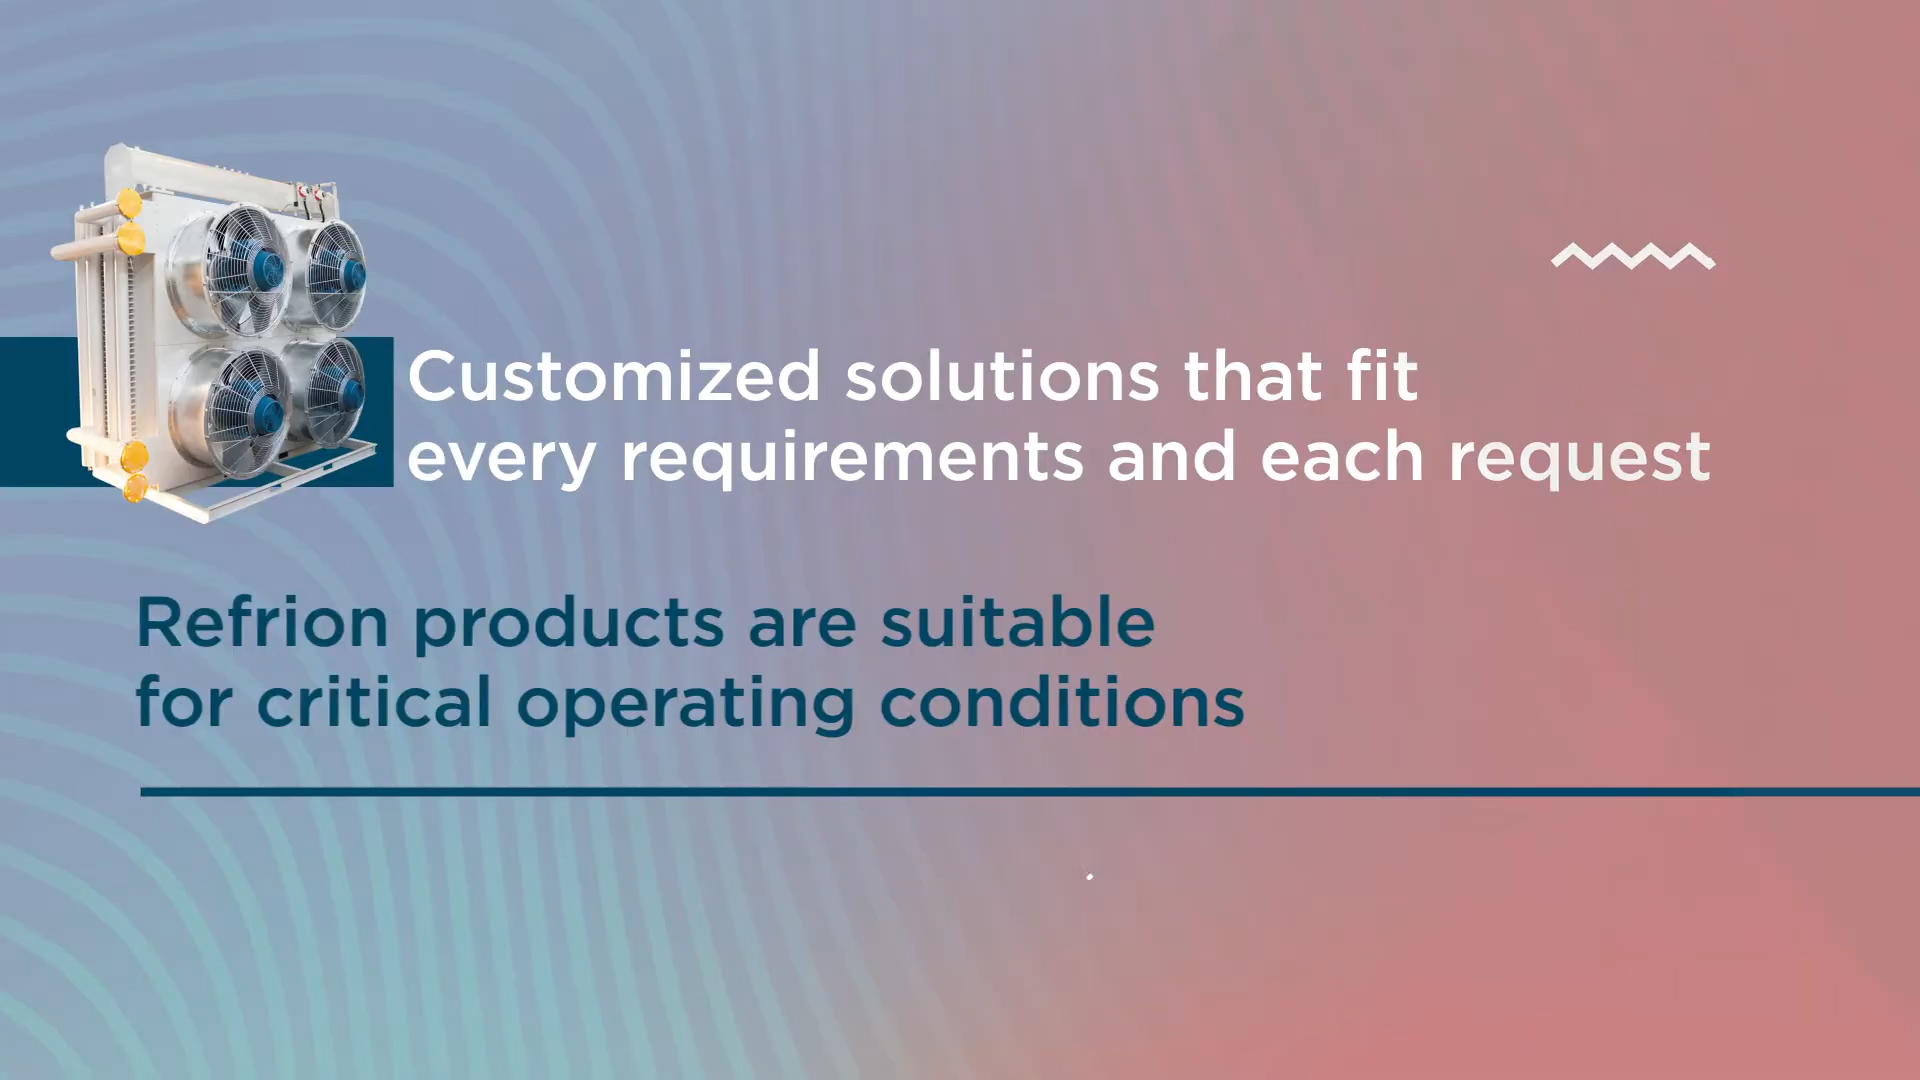 Customized solutions that fit
every requirements and each request
Refrion products are suitable
for critical operating conditions